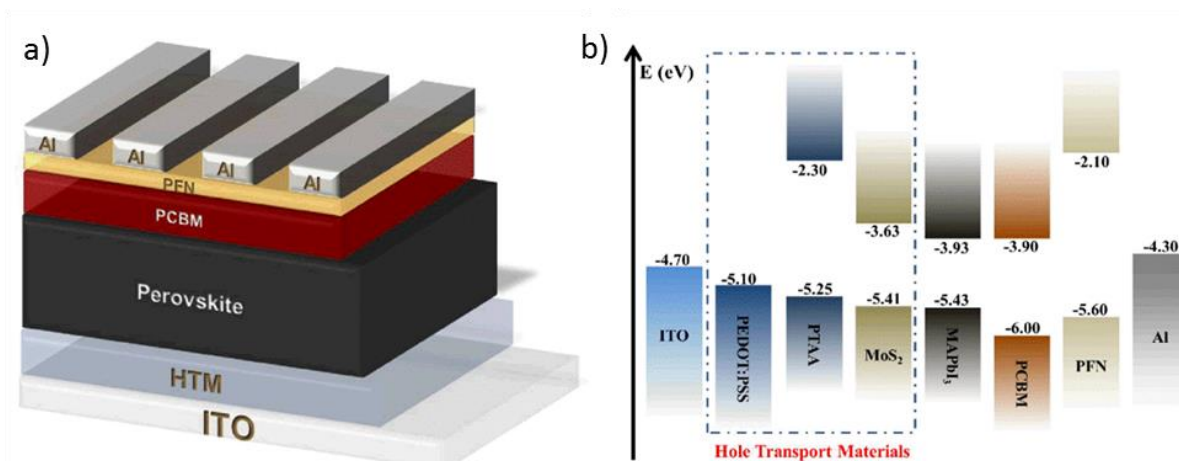 a)
Al
Al
Al
Al
PFN
PCBM
Perovskite
HTM
ITO
b)
E (eV)
-2.30
-3.63
-3.93
-3.90
-2.10
-4.70
-5.10
-5.25
-5.41
-5.43
-6.00
-5.60
-4.30
ITO
PEDOT:PSS
PTAA
MoS₂
MAPbI₃
PCBM
PFN
Al
Hole Transport Materials